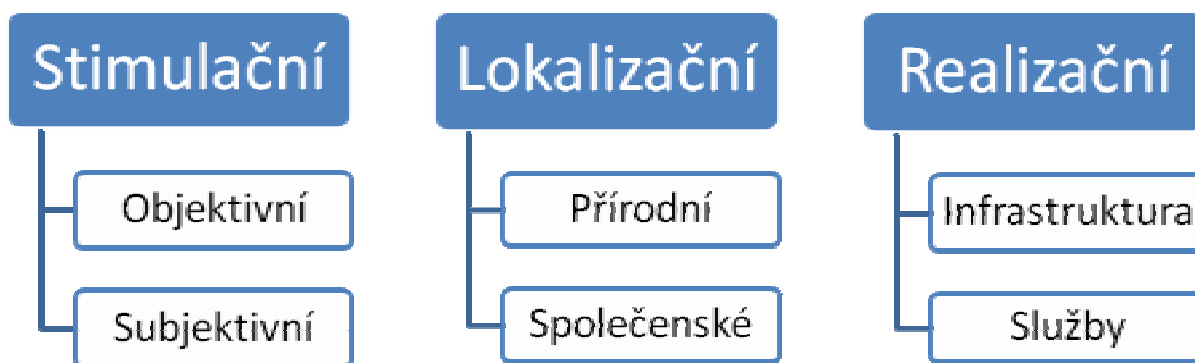 Stimulační
Objektivní
Subjektivní
Lokalizační
Přírodní
Společenské
Realizační
Infrastruktura
Služby